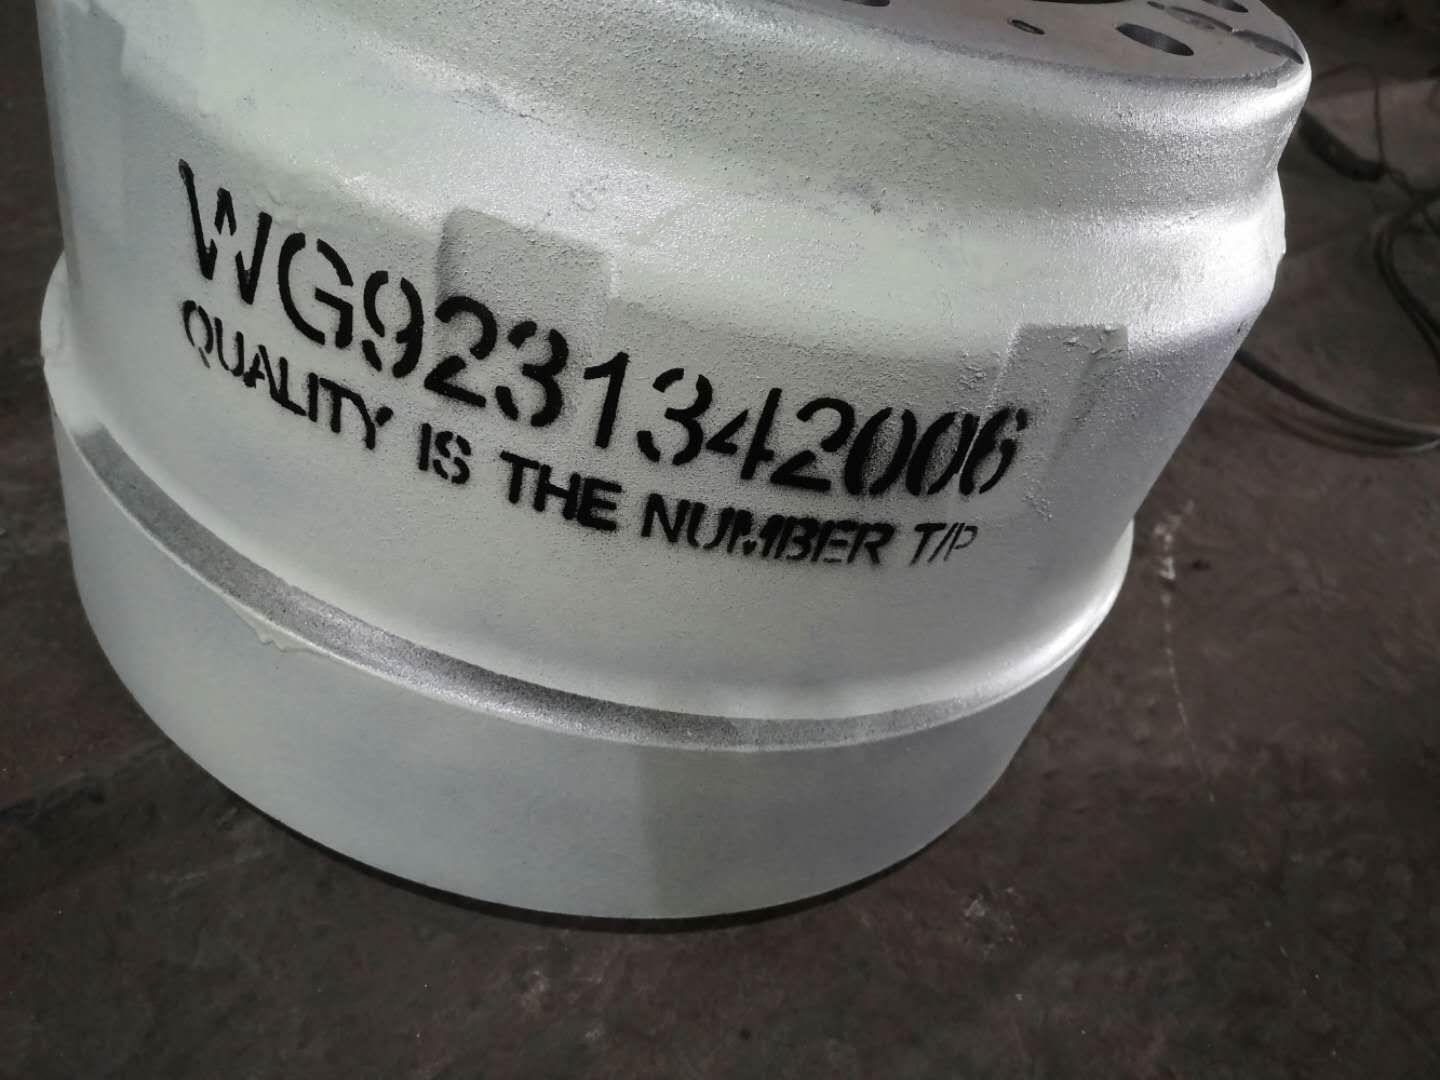 WG9231342006
QUALITY IS THE NUMBER T/P